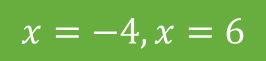 x = −4, x = 6